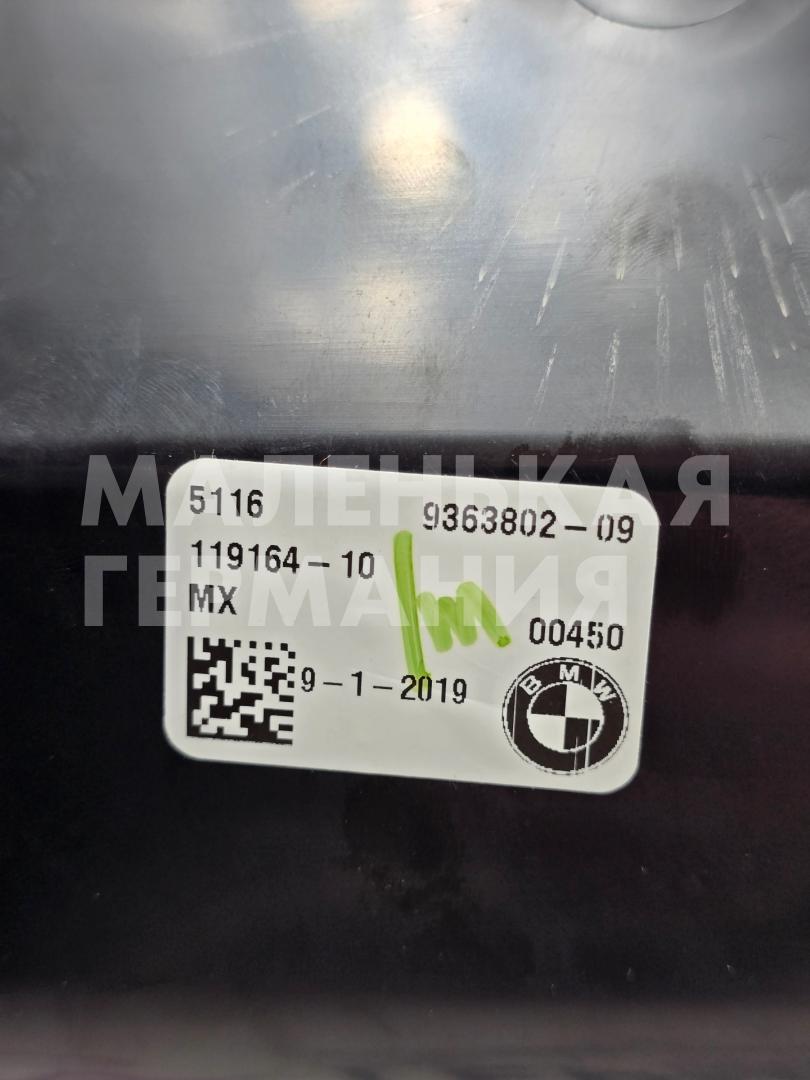 МАЛЕНЬКАЯ
ГЕРМАНИЯ
5116 9363802-09
119164-10
MX
00450
9-1-2019
BMW